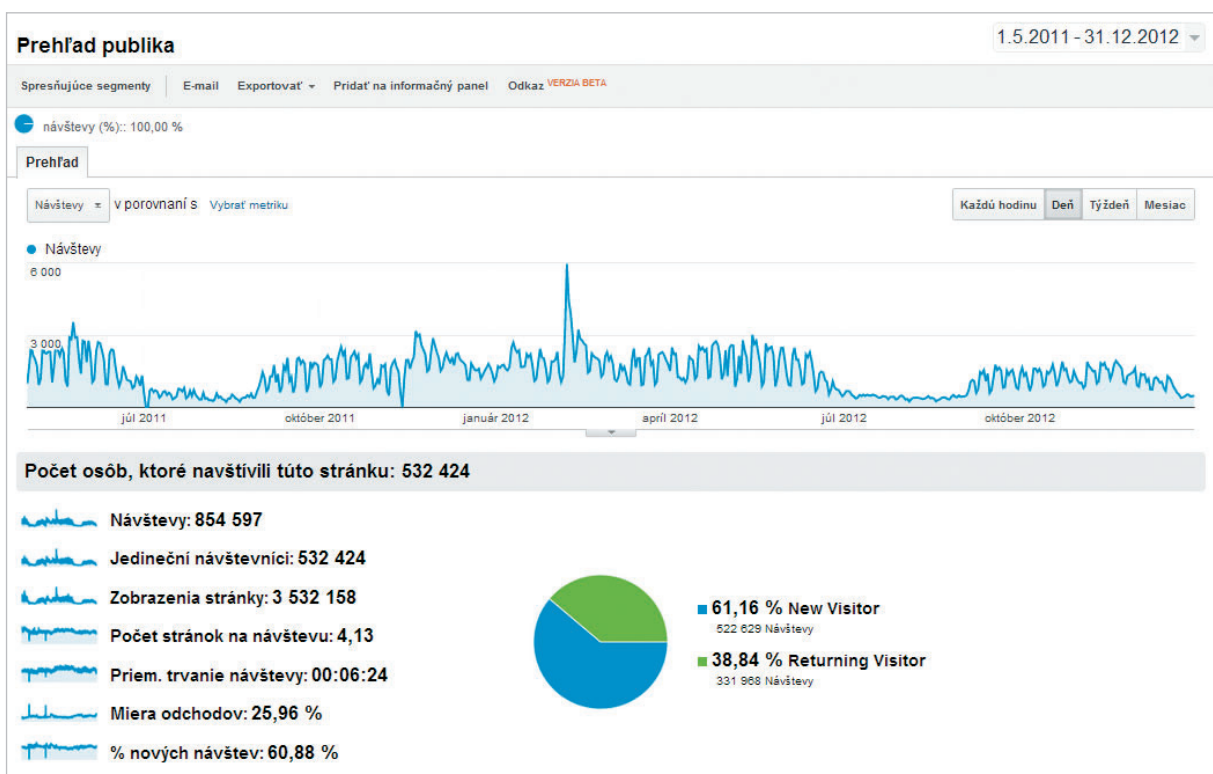 Prehľad publika
1.5.2011 - 31.12.2012
Spresňujúce segmenty E-mail Exportovať Pridať na informačný panel Odkaz VERZIA BETA
návštevy (%):: 100,00 %
Prehľad
Návštevy v porovnaní s Vybrať metriku
Každú hodinu Deň Týždeň Mesiac
Návštevy
6 000
3 000
júl 2011 október 2011 január 2012 apríl 2012 júl 2012 október 2012
Počet osôb, ktoré navštívili túto stránku: 532 424
Návštevy: 854 597
Jedineční návštevníci: 532 424
Zobrazenia stránky: 3 532 158
Počet stránok na návštevu: 4,13
Priem. trvanie návštevy: 00:06:24
Miera odchodov: 25,96 %
% nových návštev: 60,88 %
61,16 % New Visitor
522 629 Návštevy
38,84 % Returning Visitor
331 968 Návštevy